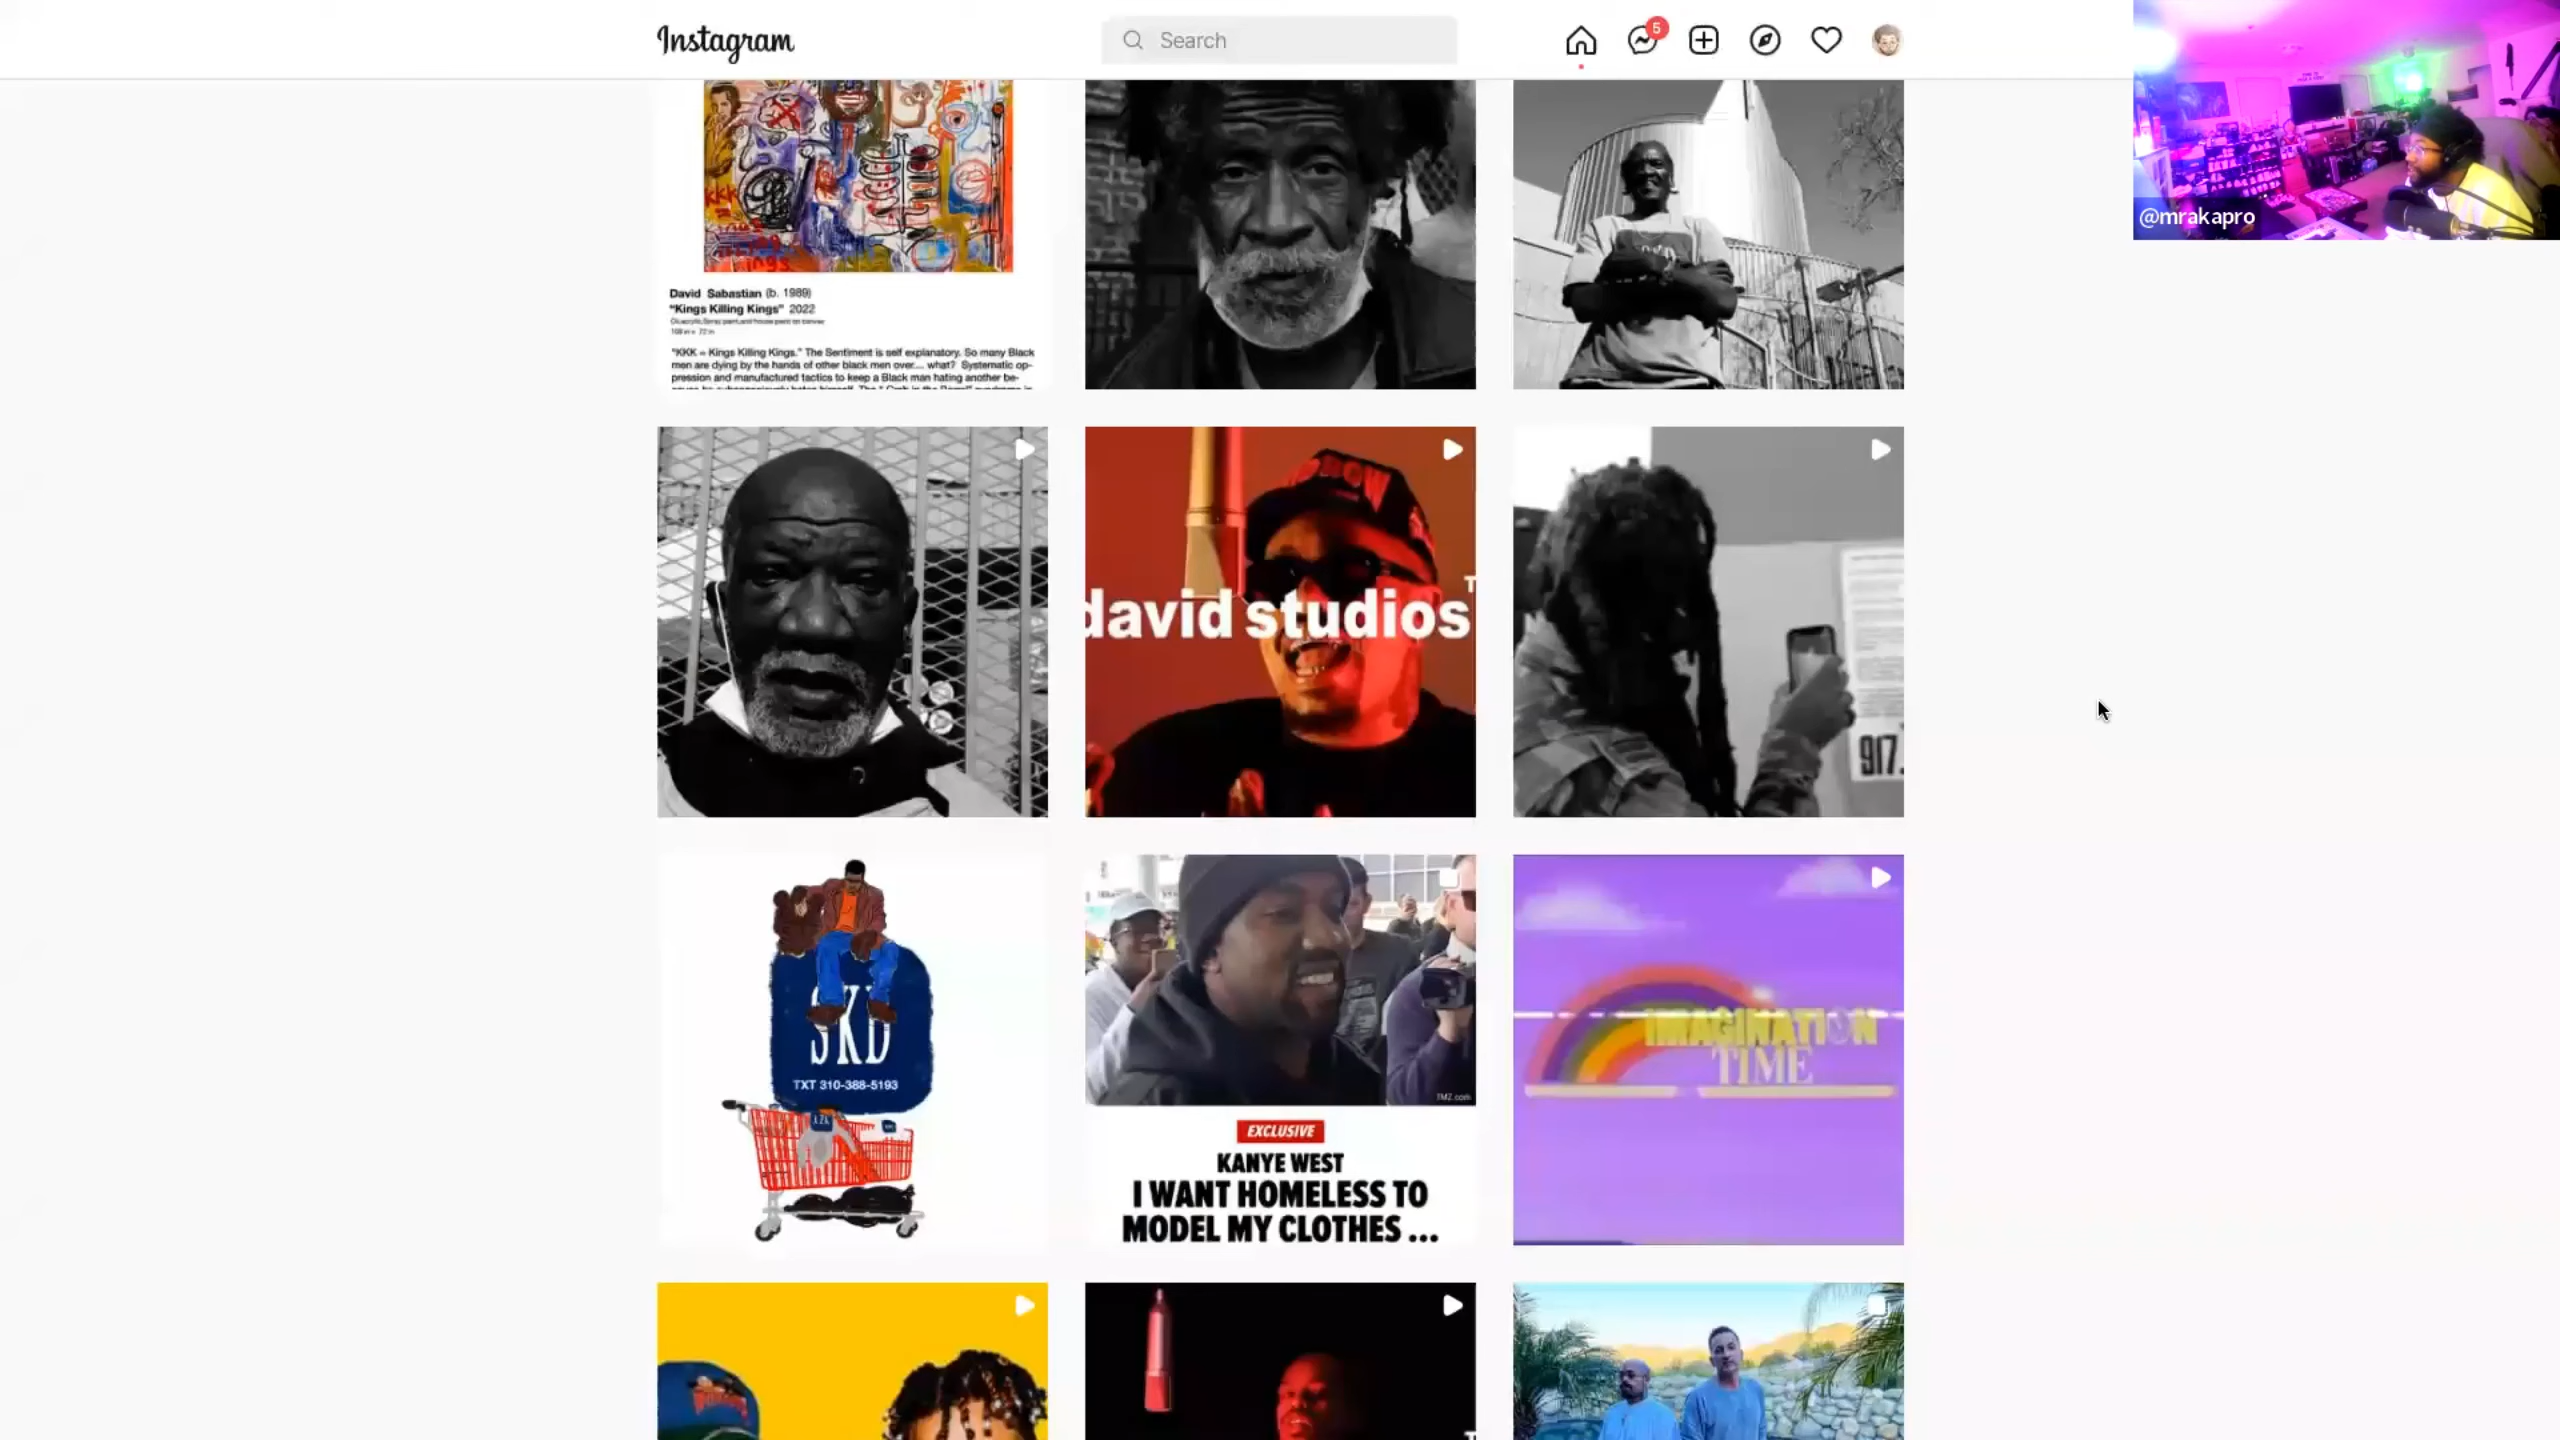 Instagram
Search
5
@mrakapro
KKK
David Sabastian (b. 1989)
"Kings Killing Kings" 2022
"KKK = Kings Killing Kings." The Sentiment is self explanatory. So many Black
men are dying by the hands of other black men over.... what? Systematic op-
pression and manufactured tactics to keep a Black man hating another be-
david studios
917.
SKD
TXT 310-388-5193
TMZ.com
EXCLUSIVE
KANYE WEST
I WANT HOMELESS TO
MODEL MY CLOTHES ...
IMAGINATION
TIME